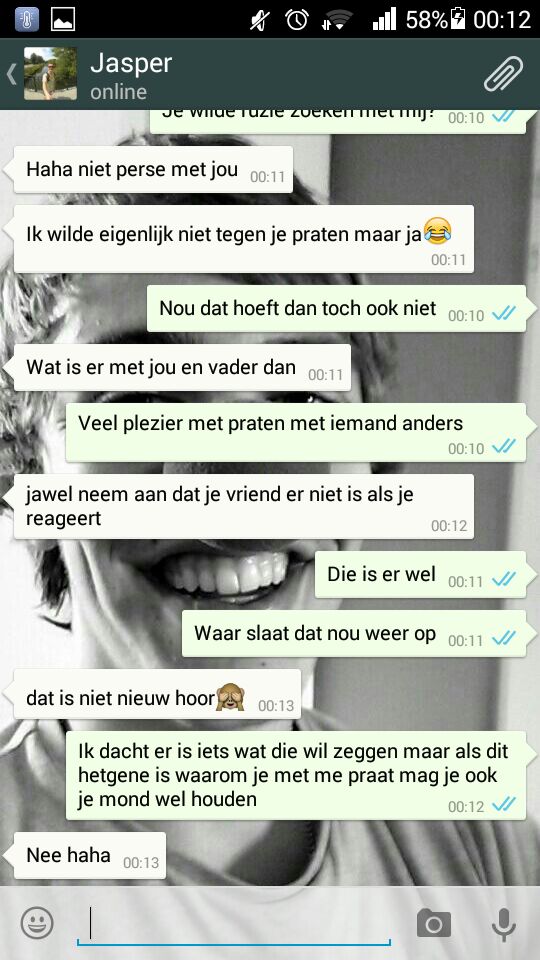 58% 00:12
Jasper
online
Je wilde ruzie zoeken met mij? 00:10
Haha niet perse met jou 00:11
Ik wilde eigenlijk niet tegen je praten maar ja😂
00:11
Nou dat hoeft dan toch ook niet 00:10
Wat is er met jou en vader dan 00:11
Veel plezier met praten met iemand anders
00:10
jawel neem aan dat je vriend er niet is als je
reageert 00:12
Die is er wel 00:11
Waar slaat dat nou weer op 00:11
dat is niet nieuw hoor🙈 00:13
Ik dacht er is iets wat die wil zeggen maar als dit
hetgene is waarom je met me praat mag je ook
je mond wel houden 00:12
Nee haha 00:13